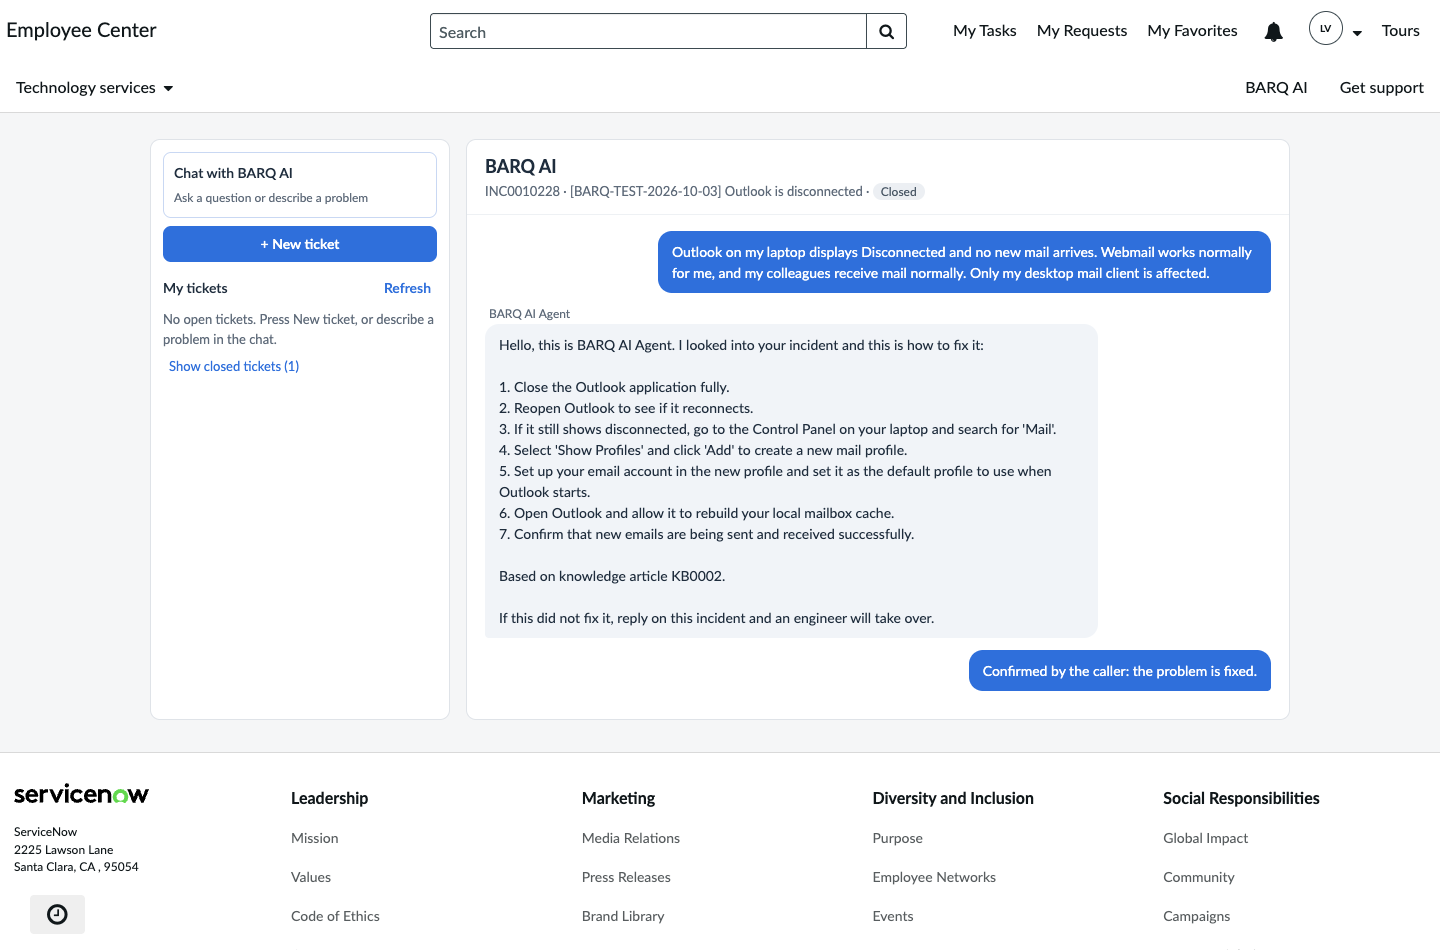 Employee Center
Search
My Tasks
My Requests
My Favorites
LV
Tours
Technology services
BARQ AI
Get support
Chat with BARQ AI
Ask a question or describe a problem
+ New ticket
My tickets
Refresh
No open tickets. Press New ticket, or describe a
problem in the chat.
Show closed tickets (1)
BARQ AI
INC0010228 · [BARQ-TEST-2026-10-03] Outlook is disconnected · Closed
Outlook on my laptop displays Disconnected and no new mail arrives. Webmail works normally
for me, and my colleagues receive mail normally. Only my desktop mail client is affected.
BARQ AI Agent
Hello, this is BARQ AI Agent. I looked into your incident and this is how to fix it:
1. Close the Outlook application fully.
2. Reopen Outlook to see if it reconnects.
3. If it still shows disconnected, go to the Control Panel on your laptop and search for 'Mail'.
4. Select 'Show Profiles' and click 'Add' to create a new mail profile.
5. Set up your email account in the new profile and set it as the default profile to use when
Outlook starts.
6. Open Outlook and allow it to rebuild your local mailbox cache.
7. Confirm that new emails are being sent and received successfully.
Based on knowledge article KB0002.
If this did not fix it, reply on this incident and an engineer will take over.
Confirmed by the caller: the problem is fixed.
servicenow
ServiceNow
2225 Lawson Lane
Santa Clara, CA , 95054
Leadership
Mission
Values
Code of Ethics
Marketing
Media Relations
Press Releases
Brand Library
Diversity and Inclusion
Purpose
Employee Networks
Events
Social Responsibilities
Global Impact
Community
Campaigns